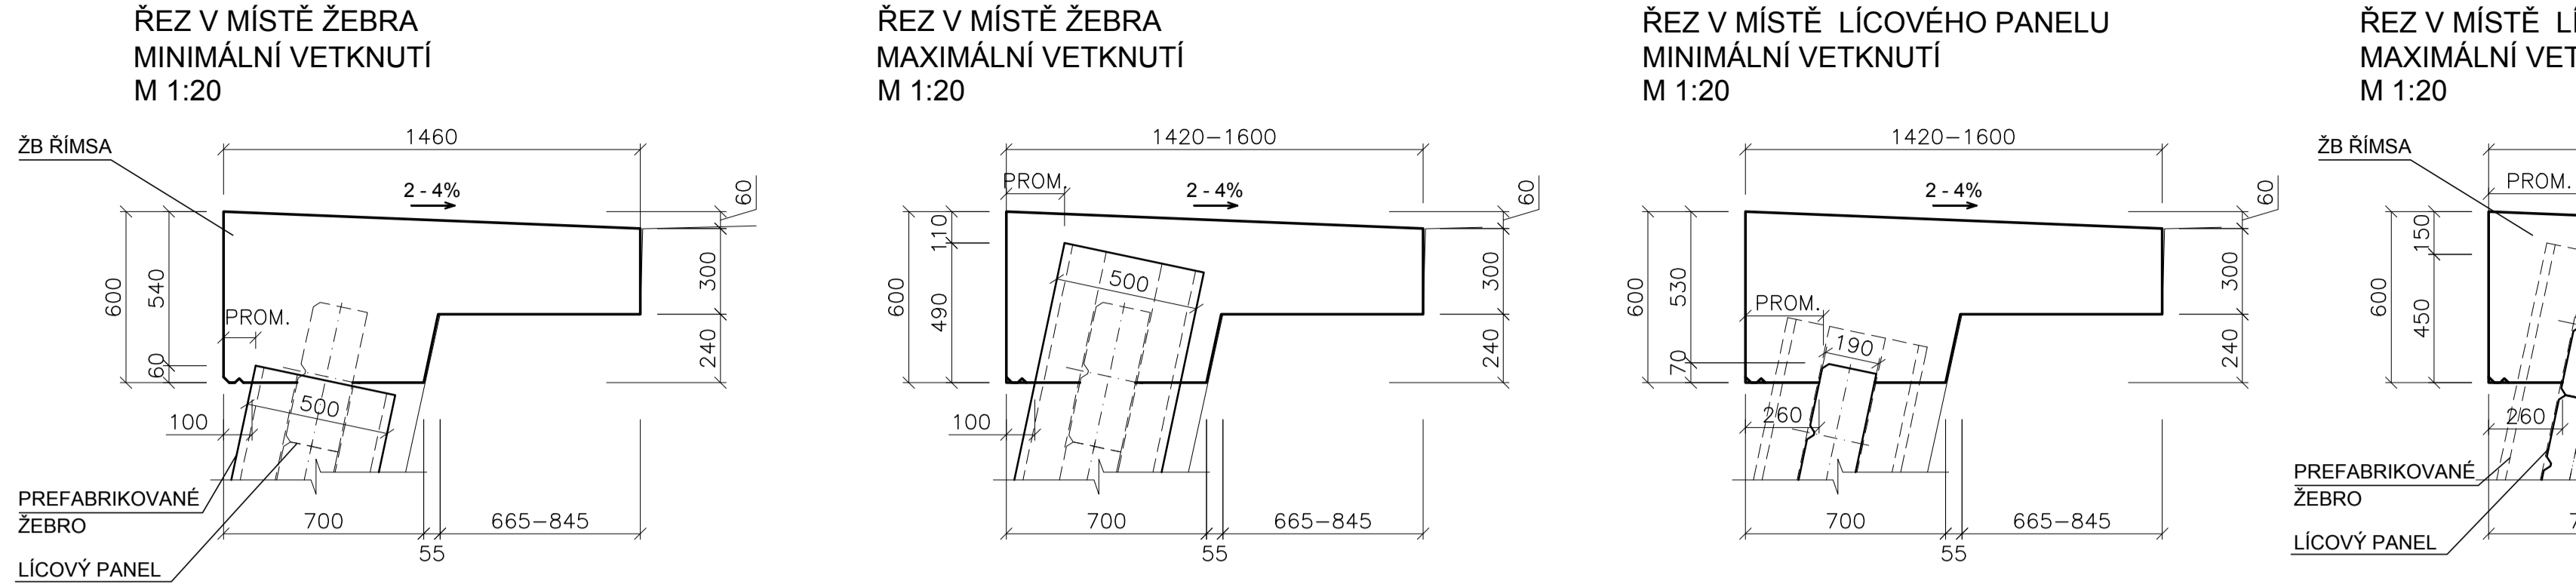 ŘEZ V MÍSTĚ ŽEBRA
MINIMÁLNÍ VETKNUTÍ
M 1:20
1460
ŽB ŘÍMSA
2 - 4%
60
600
540
60
PROM.
300
240
500
100
PREFABRIKOVANÉ
ŽEBRO
LÍCOVÝ PANEL
700
55
665–845
ŘEZ V MÍSTĚ ŽEBRA
MAXIMÁLNÍ VETKNUTÍ
M 1:20
1420–1600
PROM.
2 - 4%
60
600
110
490
500
300
240
100
700
55
665–845
ŘEZ V MÍSTĚ LÍCOVÉHO PANELU
MINIMÁLNÍ VETKNUTÍ
M 1:20
1420–1600
2 - 4%
60
600
530
70
PROM.
190
300
240
260
700
55
665–845
ŘEZ V MÍSTĚ
MAXIMÁLNÍ
M 1:20
ŽB ŘÍMSA
PROM.
600
150
450
260
PREFABRIKOVANÉ
ŽEBRO
LÍCOVÝ PANEL